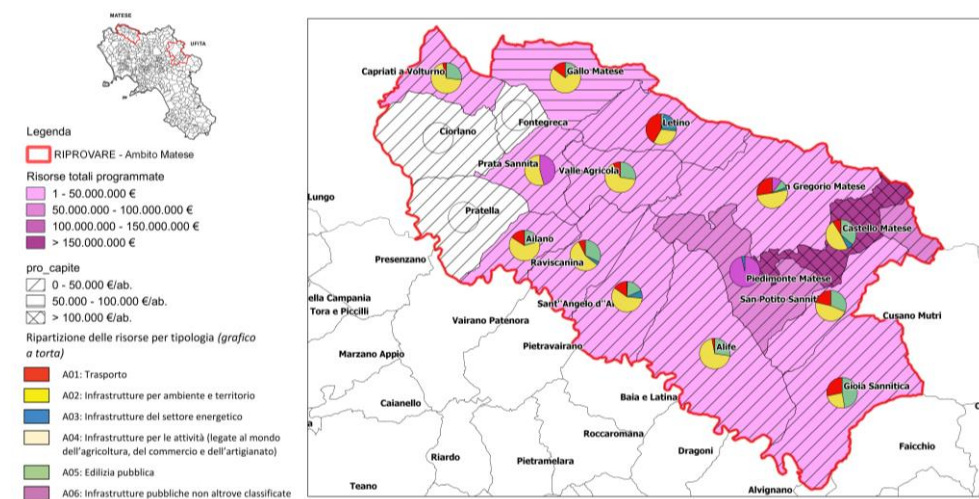 MATESE
UFITA
Legenda
RIPROVARE - Ambito Matese
Risorse totali programmate
1 - 50.000.000 €
50.000.000 - 100.000.000 €
100.000.000 - 150.000.000 €
> 150.000.000 €
pro_capite
0 - 50.000 €/ab.
50.000 - 100.000 €/ab.
> 100.000 €/ab.
Ripartizione delle risorse per tipologia (grafico
a torta)
A01: Trasporto
A02: Infrastrutture per ambiente e territorio
A03: Infrastrutture del settore energetico
A04: Infrastrutture per le attività (legate al mondo
dell'agricoltura, del commercio e dell'artigianato)
A05: Edilizia pubblica
A06: Infrastrutture pubbliche non altrove classificate
Capriati a Volturno
Gallo Matese
Fontegreca
Ciorlano
Letino
Prata Sannita
Valle Agricola
n Gregorio Matese
Lungo
Pratella
Castello Matese
Ailano
Presenzano
Raviscanina
Piedimonte Matese
ella Campania
Sant''Angelo d''A
San Potito Sannit
Tora e Piccilli
Cusano Mutri
Vairano Patenora
Pietravairano
Alife
Marzano Appio
Gioia Sannitica
Baia e Latina
Caianello
Roccaromana
Faicchio
Riardo
Pietramelara
Dragoni
Teano
Alvignano